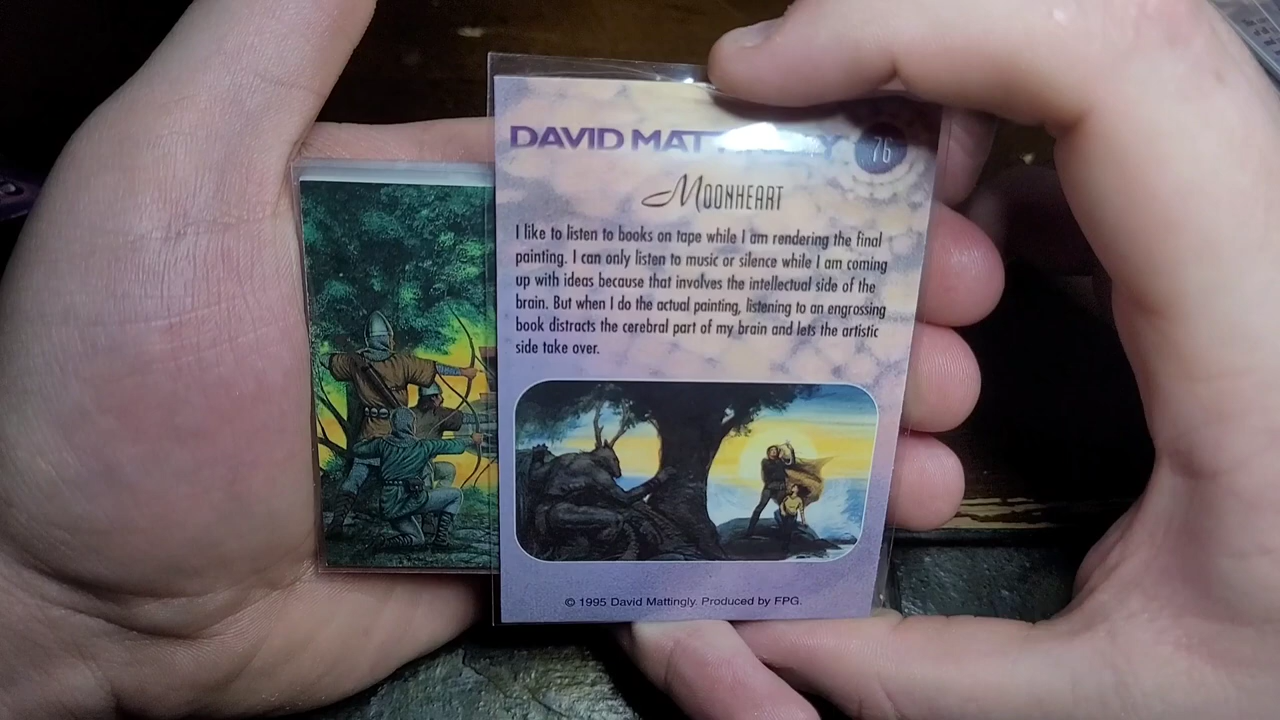 DAVID MATTINGLY 76
MOONHEART
I like to listen to books on tape while I am rendering the final
painting. I can only listen to music or silence while I am coming
up with ideas because that involves the intellectual side of the
brain. But when I do the actual painting, listening to an engrossing
book distracts the cerebral part of my brain and lets the artistic
side take over.
© 1995 David Mattingly. Produced by FPG.